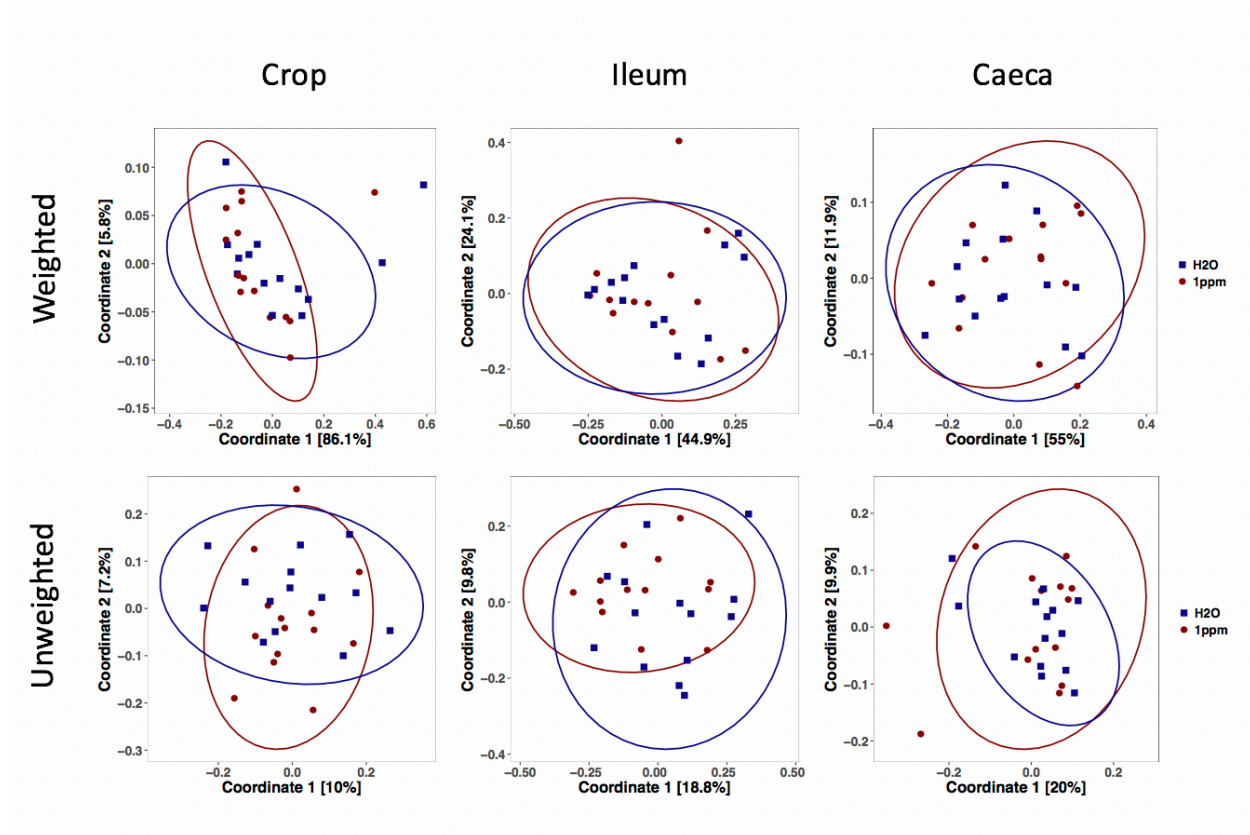 Crop Ileum Caeca
Weighted
Coordinate 2 [5.8%]
0.10
0.05
0.00
−0.05
−0.10
−0.15
−0.4 −0.2 0.0 0.2 0.4 0.6
Coordinate 1 [86.1%]
Coordinate 2 [24.1%]
0.4
0.2
0.0
−0.2
−0.50 −0.25 0.00 0.25
Coordinate 1 [44.9%]
Coordinate 2 [11.9%]
0.1
0.0
−0.1
−0.4 −0.2 0.0 0.2 0.4
Coordinate 1 [55%]
H2O
1ppm
Unweighted
Coordinate 2 [7.2%]
0.2
0.1
0.0
−0.1
−0.2
−0.3
−0.2 0.0 0.2
Coordinate 1 [10%]
Coordinate 2 [9.8%]
0.2
0.0
−0.2
−0.4
−0.50 −0.25 0.00 0.25 0.50
Coordinate 1 [18.8%]
Coordinate 2 [9.9%]
0.2
0.1
0.0
−0.1
−0.2
−0.2 0.0 0.2
Coordinate 1 [20%]
H2O
1ppm